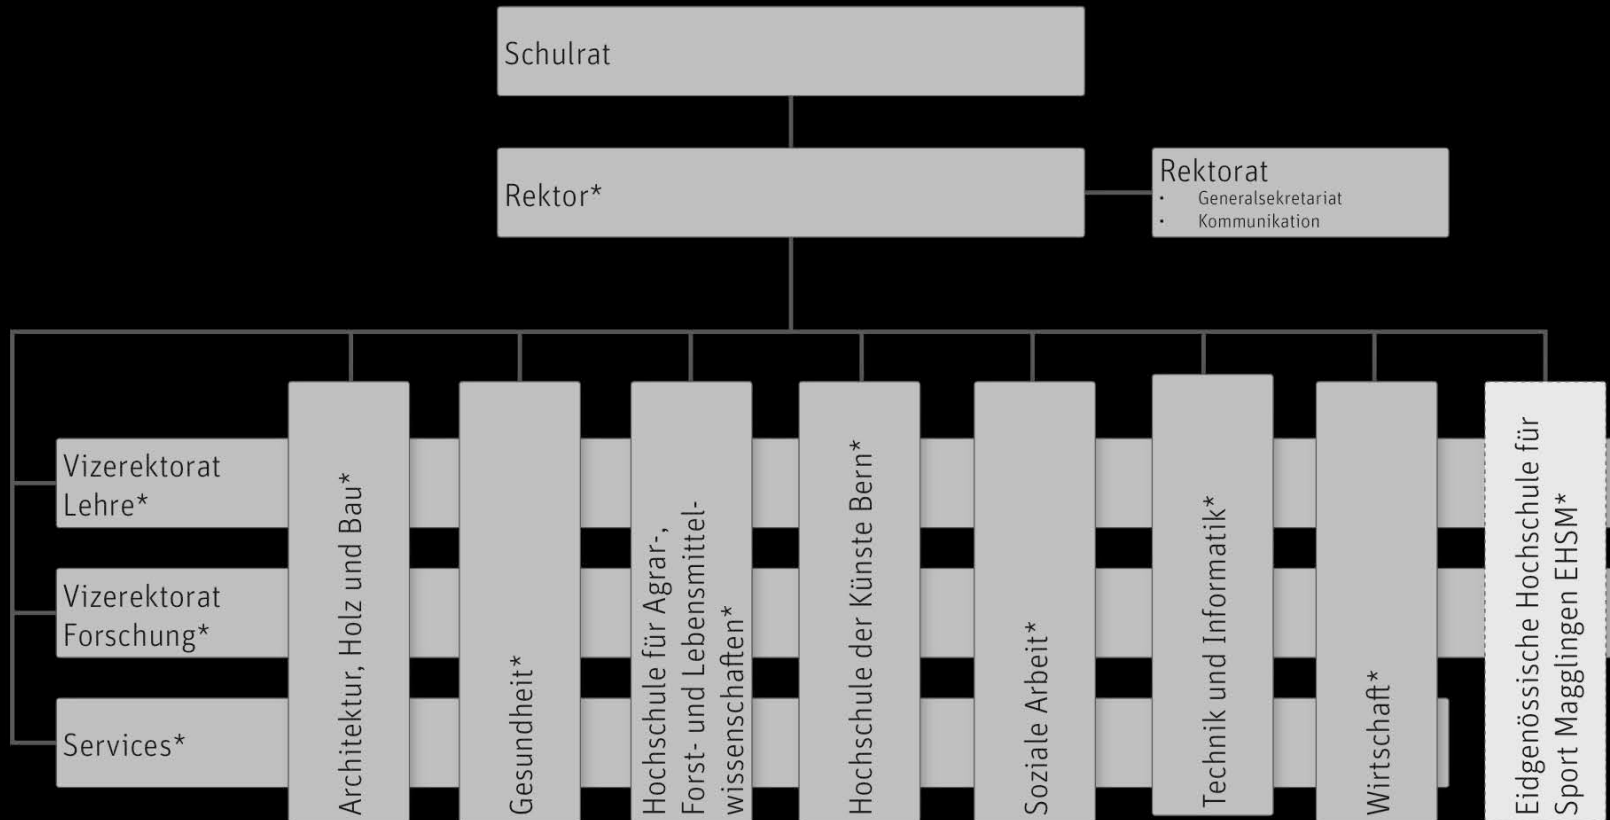 Schulrat
Rektor*
Rektorat
• Generalsekretariat
• Kommunikation
Vizerektorat
Lehre*
Vizerektorat
Forschung*
Services*
Architektur, Holz und Bau*
Gesundheit*
Hochschule für Agrar-,
Forst- und Lebensmittel-
wissenschaften*
Hochschule der Künste Bern*
Soziale Arbeit*
Technik und Informatik*
Wirtschaft*
Eidgenössische Hochschule für
Sport Magglingen EHSM*